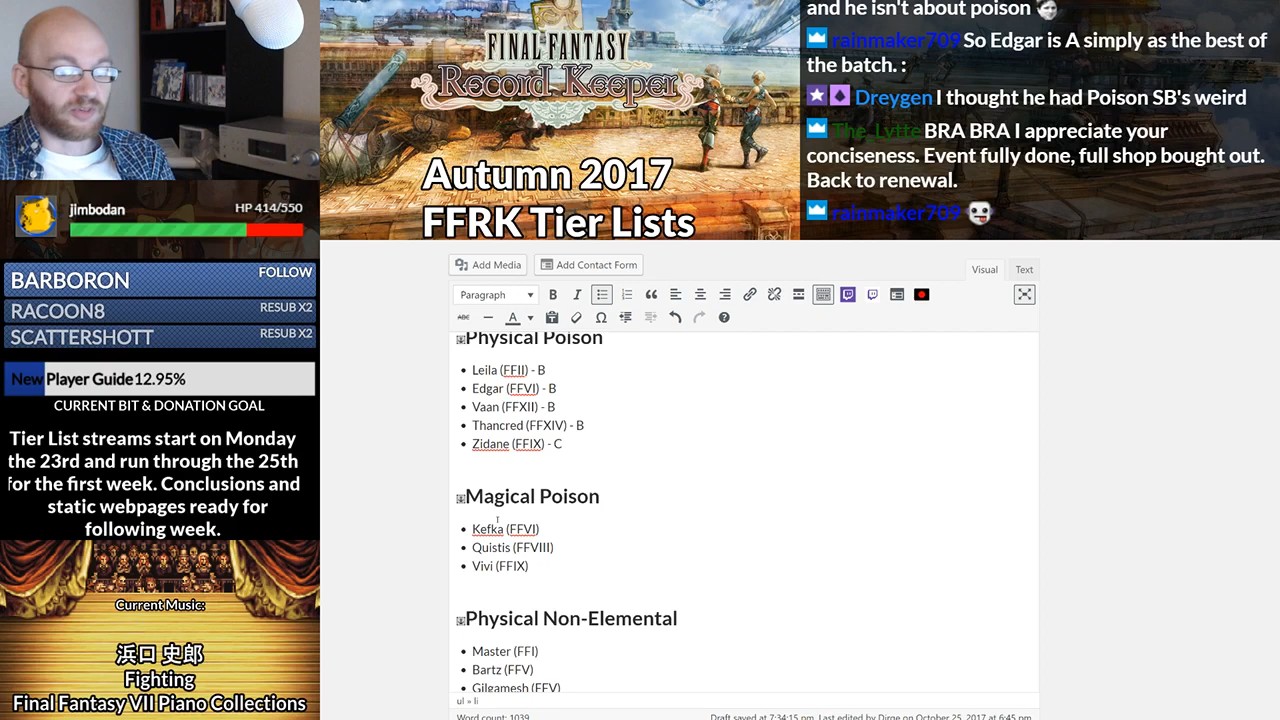 jimbodan
HP 414/550
BARBORON
FOLLOW
RACOON8
RESUB X2
SCATTERSHOTT
RESUB X2
New Player Guide 12.95%
CURRENT BIT & DONATION GOAL
Tier List streams start on Monday
the 23rd and run through the 25th
for the first week. Conclusions and
static webpages ready for
following week.
Current Music:
浜口 史郎
Fighting
Final Fantasy VII Piano Collections
FINAL FANTASY
Record Keeper
Autumn 2017
FFRK Tier Lists
and he isn't about poison
rainmaker709 So Edgar is A simply as the best of
the batch. :
Dreygen I thought he had Poison SB's weird
The_Lytte BRA BRA I appreciate your
conciseness. Event fully done, full shop bought out.
Back to renewal.
rainmaker709
Add Media
Add Contact Form
Visual
Text
Paragraph
Physical Poison
Leila (FFII) - B
Edgar (FFVI) - B
Vaan (FFXII) - B
Thancred (FFXIV) - B
Zidane (FFIX) - C
Magical Poison
Kefka (FFVI)
Quistis (FFVIII)
Vivi (FFIX)
Physical Non-Elemental
Master (FFI)
Bartz (FFV)
Gilgamesh (FFV)
ul » li
Word count: 1039
Draft saved at 7:34:15 pm. Last edited by Dirge on October 25, 2017 at 6:45 pm